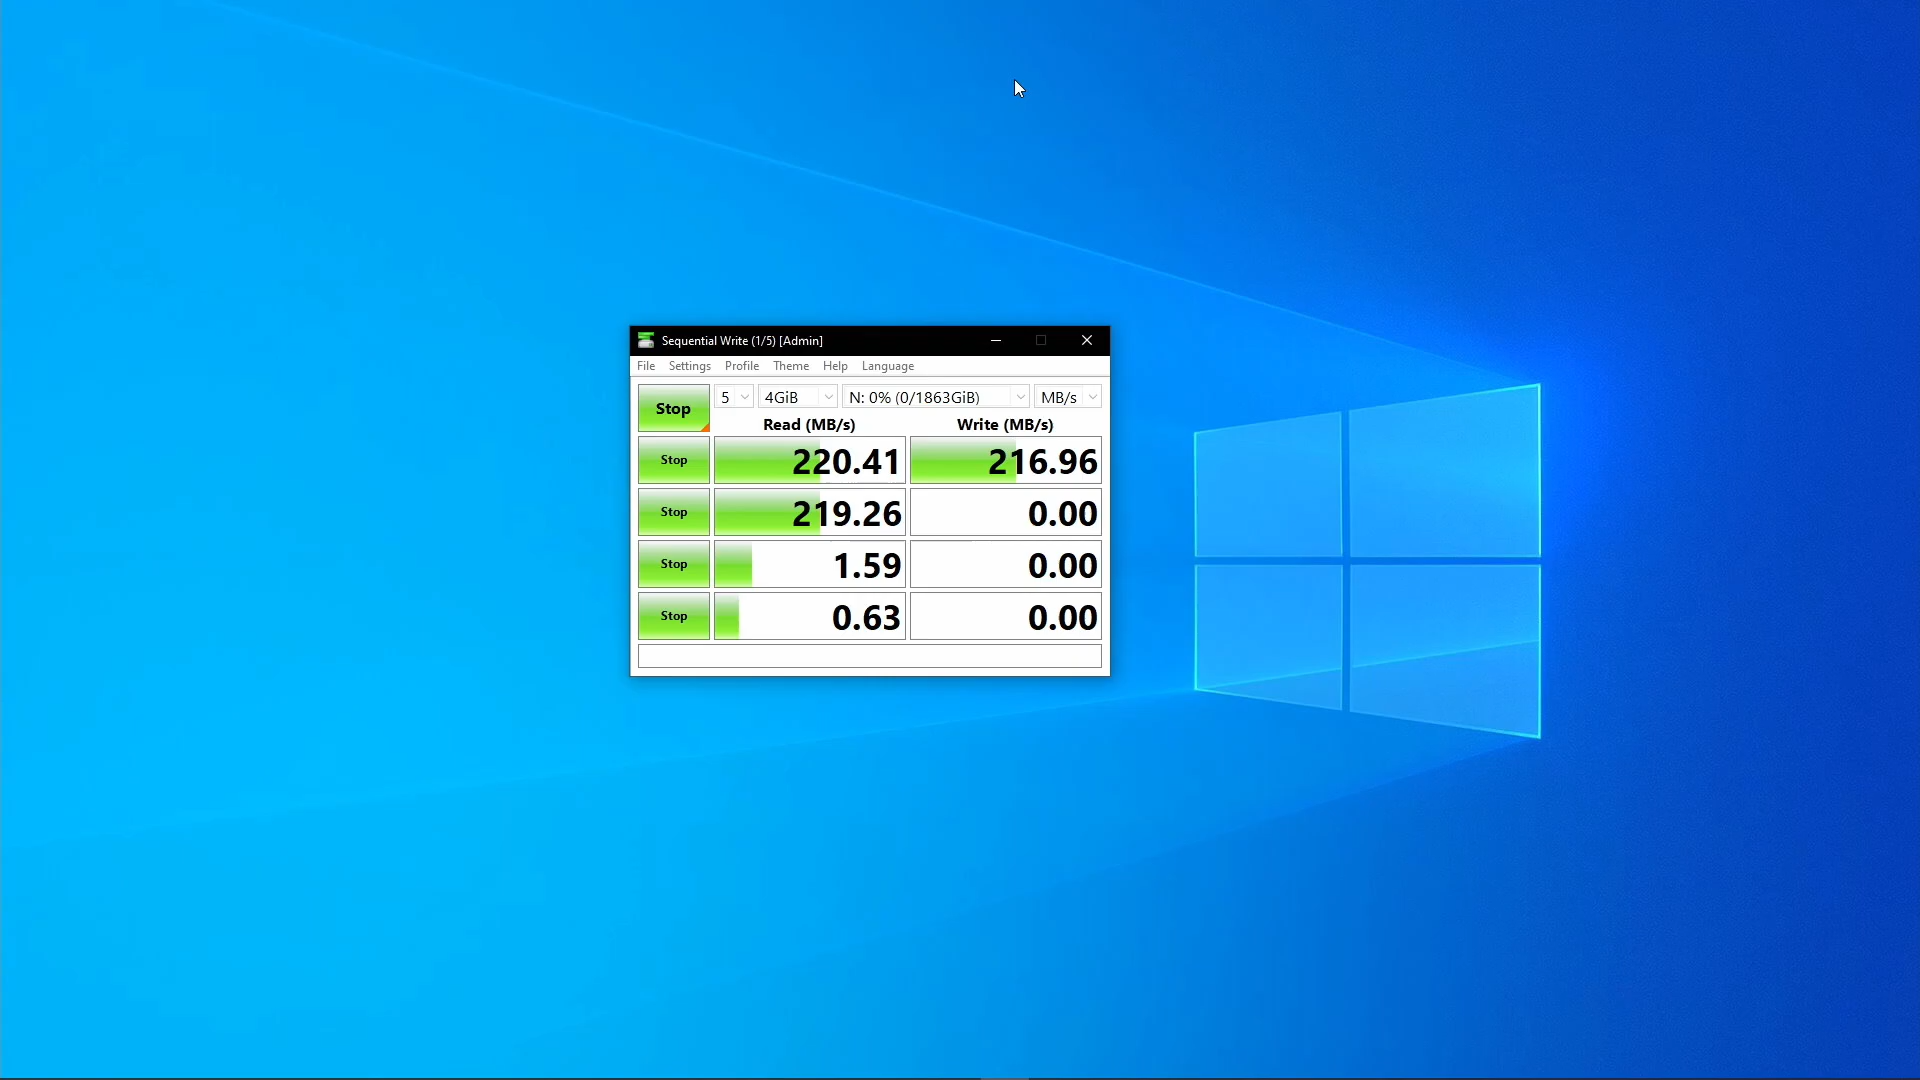 Sequential Write (1/5) [Admin]
File Settings Profile Theme Help Language
Stop 5 4GiB N: 0% (0/1863GiB) MB/s
Read (MB/s) Write (MB/s)
Stop 220.41 216.96
Stop 219.26 0.00
Stop 1.59 0.00
Stop 0.63 0.00